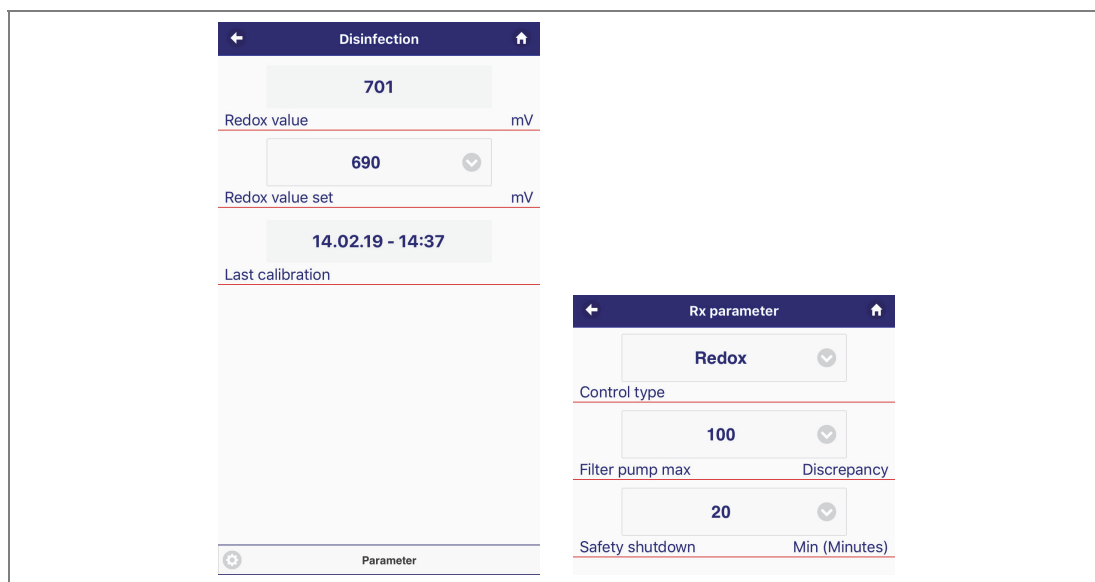 Disinfection
701
Redox value mV
690
Redox value set mV
14.02.19 - 14:37
Last calibration
Parameter
Rx parameter
Redox
Control type
100
Filter pump max Discrepancy
20
Safety shutdown Min (Minutes)